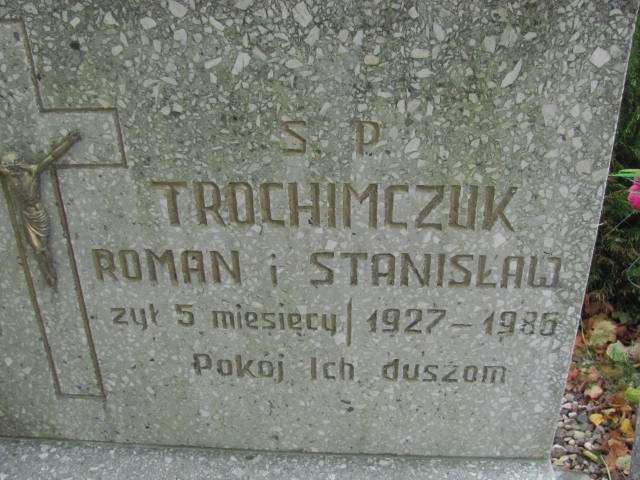 Ś. P.
TROCHIMCZUK
ROMAN i STANISŁAW
żył 5 miesięcy | 1927 – 1986
Pokój Ich duszom